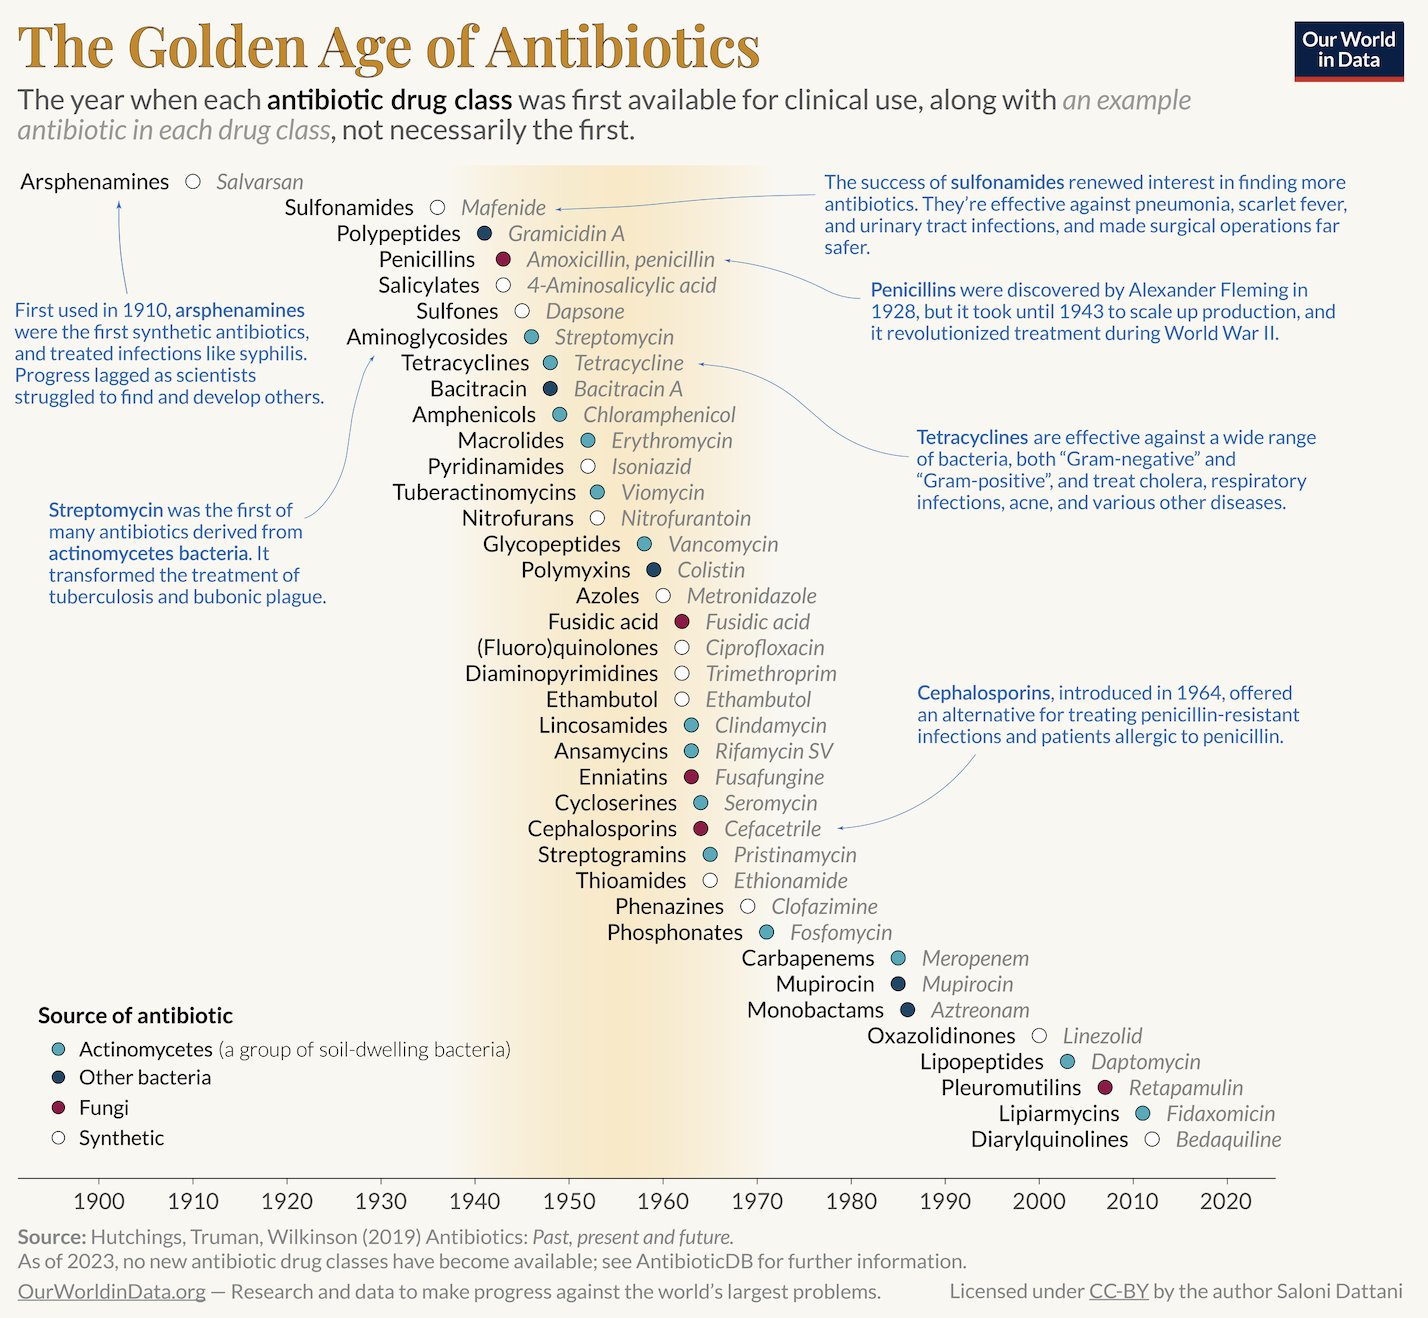 The Golden Age of Antibiotics
Our World
in Data
The year when each antibiotic drug class was first available for clinical use, along with an example
antibiotic in each drug class, not necessarily the first.
Arsphenamines Salvarsan
Sulfonamides Mafenide
Polypeptides Gramicidin A
Penicillins Amoxicillin, penicillin
Salicylates 4-Aminosalicylic acid
Sulfones Dapsone
Aminoglycosides Streptomycin
Tetracyclines Tetracycline
Bacitracin Bacitracin A
Amphenicols Chloramphenicol
Macrolides Erythromycin
Pyridinamides Isoniazid
Tuberactinomycins Viomycin
Nitrofurans Nitrofurantoin
Glycopeptides Vancomycin
Polymyxins Colistin
Azoles Metronidazole
Fusidic acid Fusidic acid
(Fluoro)quinolones Ciprofloxacin
Diaminopyrimidines Trimethroprim
Ethambutol Ethambutol
Lincosamides Clindamycin
Ansamycins Rifamycin SV
Enniatins Fusafungine
Cycloserines Seromycin
Cephalosporins Cefacetrile
Streptogramins Pristinamycin
Thioamides Ethionamide
Phenazines Clofazimine
Phosphonates Fosfomycin
Carbapenems Meropenem
Mupirocin Mupirocin
Monobactams Aztreonam
Oxazolidinones Linezolid
Lipopeptides Daptomycin
Pleuromutilins Retapamulin
Lipiarmycins Fidaxomicin
Diarylquinolines Bedaquiline
The success of sulfonamides renewed interest in finding more
antibiotics. They're effective against pneumonia, scarlet fever,
and urinary tract infections, and made surgical operations far
safer.
Penicillins were discovered by Alexander Fleming in
1928, but it took until 1943 to scale up production, and
it revolutionized treatment during World War II.
First used in 1910, arsphenamines
were the first synthetic antibiotics,
and treated infections like syphilis.
Progress lagged as scientists
struggled to find and develop others.
Tetracyclines are effective against a wide range
of bacteria, both “Gram-negative” and
“Gram-positive”, and treat cholera, respiratory
infections, acne, and various other diseases.
Streptomycin was the first of
many antibiotics derived from
actinomycetes bacteria. It
transformed the treatment of
tuberculosis and bubonic plague.
Cephalosporins, introduced in 1964, offered
an alternative for treating penicillin-resistant
infections and patients allergic to penicillin.
Source of antibiotic
Actinomycetes (a group of soil-dwelling bacteria)
Other bacteria
Fungi
Synthetic
1900 1910 1920 1930 1940 1950 1960 1970 1980 1990 2000 2010 2020
Source: Hutchings, Truman, Wilkinson (2019) Antibiotics: Past, present and future.
As of 2023, no new antibiotic drug classes have become available; see AntibioticDB for further information.
OurWorldinData.org — Research and data to make progress against the world's largest problems.
Licensed under CC-BY by the author Saloni Dattani